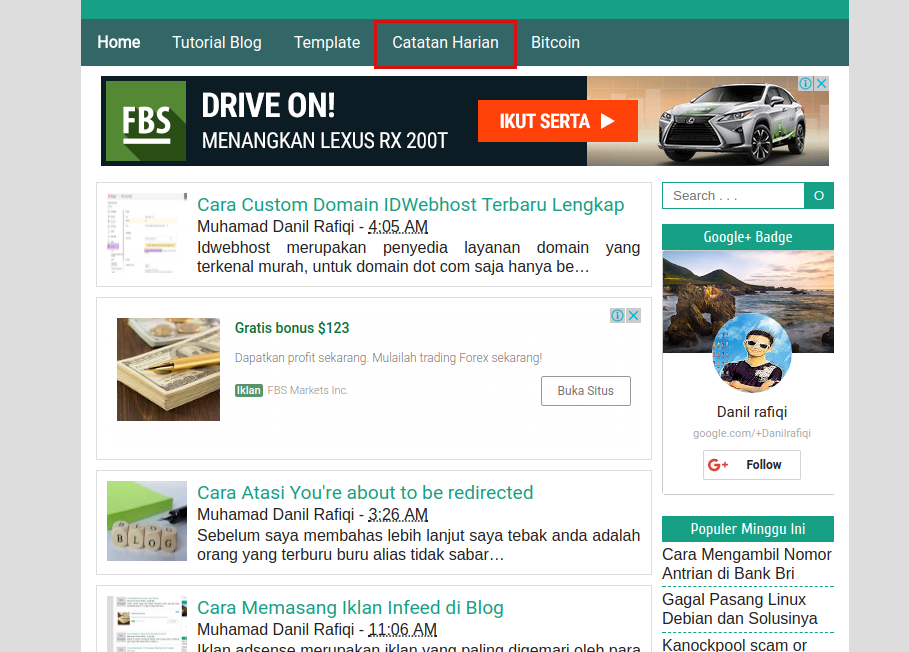 Home Tutorial Blog Template Catatan Harian Bitcoin
FBS
DRIVE ON!
MENANGKAN LEXUS RX 200T
IKUT SERTA
Cara Custom Domain IDWebhost Terbaru Lengkap
Muhamad Danil Rafiqi - 4:05 AM
Idwebhost merupakan penyedia layanan domain yang
terkenal murah, untuk domain dot com saja hanya be…
Gratis bonus $123
Dapatkan profit sekarang. Mulailah trading Forex sekarang!
Iklan FBS Markets Inc.
Buka Situs
BLOG
Cara Atasi You're about to be redirected
Muhamad Danil Rafiqi - 3:26 AM
Sebelum saya membahas lebih lanjut saya tebak anda adalah
orang yang terburu buru alias tidak sabar…
Cara Memasang Iklan Infeed di Blog
Muhamad Danil Rafiqi - 11:06 AM
Iklan adsense merupakan iklan yang paling digemari oleh para
Search . . . O
Google+ Badge
Danil rafiqi
google.com/+Danilrafiqi
G+ Follow
Populer Minggu Ini
Cara Mengambil Nomor
Antrian di Bank Bri
Gagal Pasang Linux
Debian dan Solusinya
Kanockpool scam or